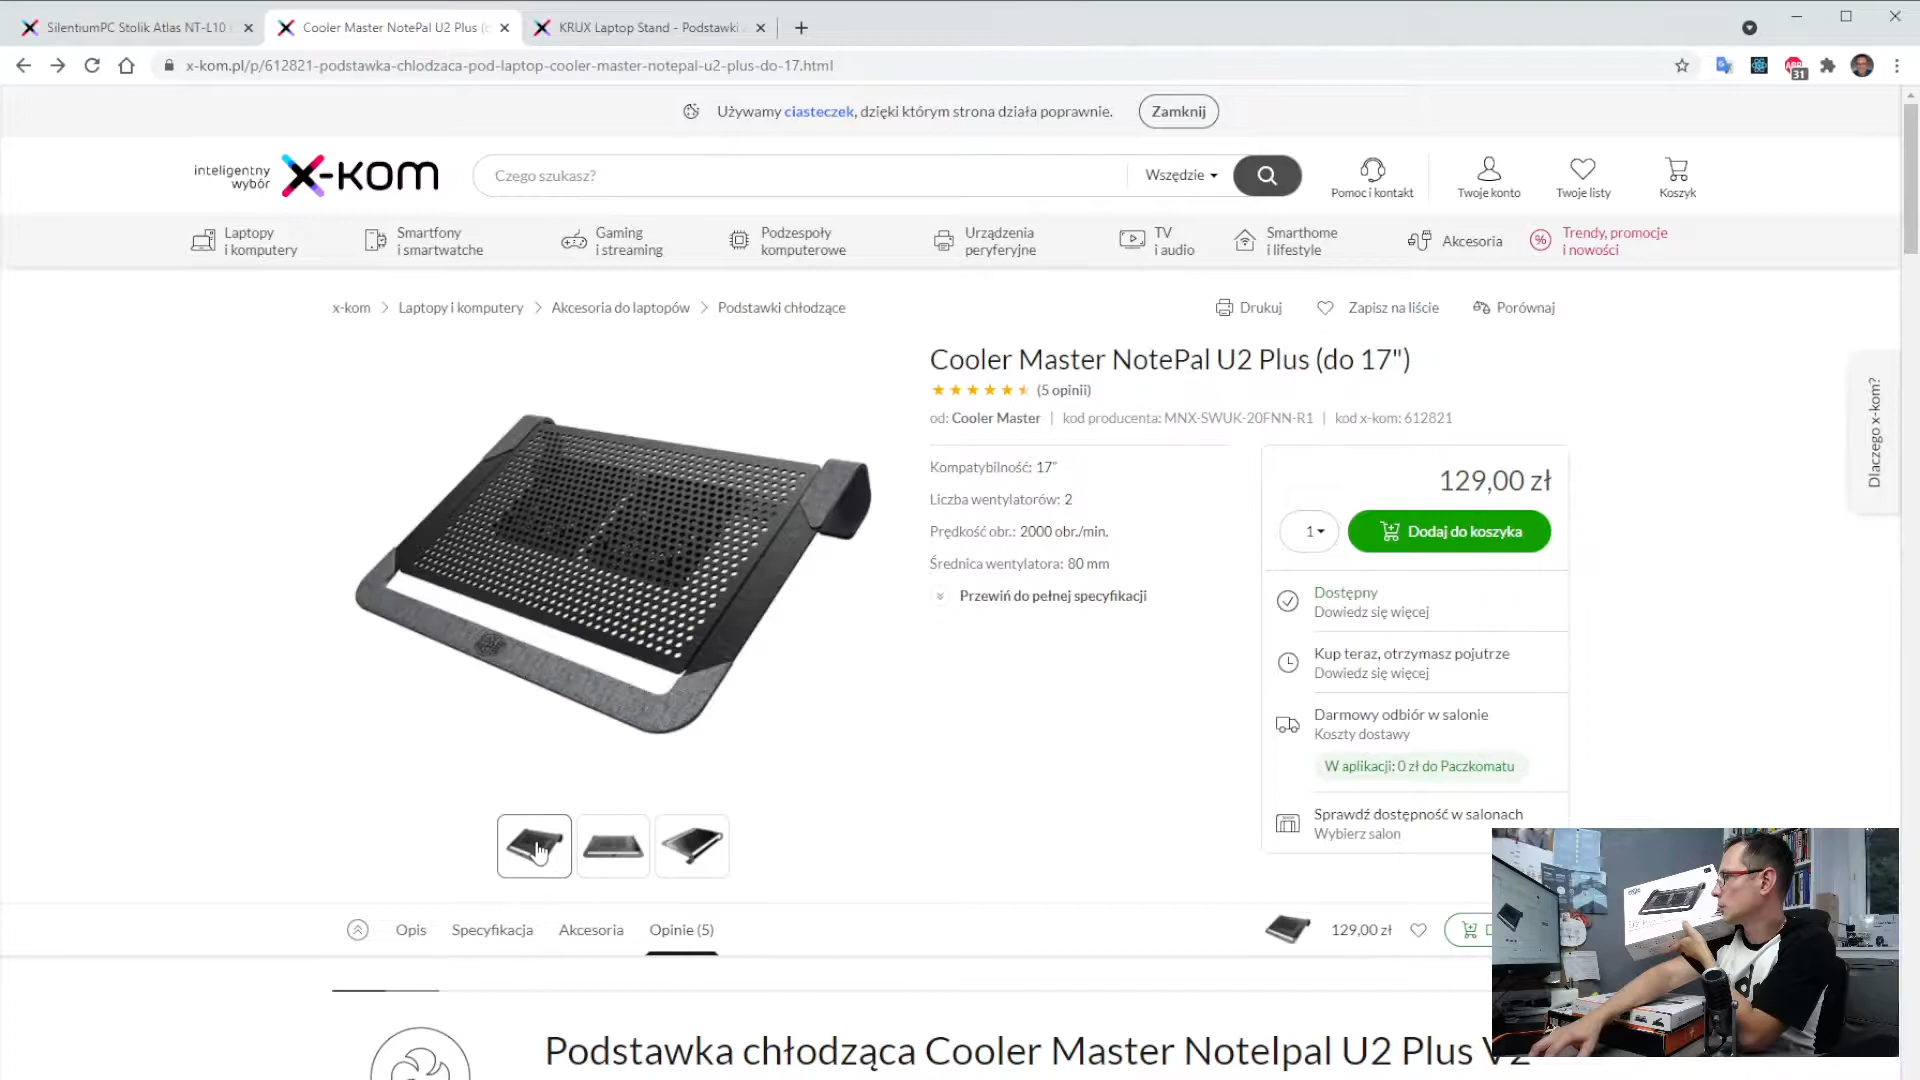 SilentiumPC Stolik Atlas NT-L10
Cooler Master NotePal U2 Plus (d
KRUX Laptop Stand - Podstawki
x-kom.pl/p/612821-podstawka-chlodzaca-pod-laptop-cooler-master-notepal-u2-plus-do-17.html
31
Używamy ciasteczek, dzięki którym strona działa poprawnie.
Zamknij
inteligentny
wybór
x-kom
Czego szukasz?
Wszędzie
Pomoc i kontakt
Twoje konto
Twoje listy
Koszyk
Laptopy
i komputery
Smartfony
i smartwatche
Gaming
i streaming
Podzespoły
komputerowe
Urządzenia
peryferyjne
TV
i audio
Smarthome
i lifestyle
Akcesoria
Trendy, promocje
i nowości
x-kom
Laptopy i komputery
Akcesoria do laptopów
Podstawki chłodzące
Drukuj
Zapisz na liście
Porównaj
Cooler Master NotePal U2 Plus (do 17")
(5 opinii)
od: Cooler Master | kod producenta: MNX-SWUK-20FNN-R1 | kod x-kom: 612821
Kompatybilność: 17"
Liczba wentylatorów: 2
Prędkość obr.: 2000 obr./min.
Średnica wentylatora: 80 mm
Przewiń do pełnej specyfikacji
129,00 zł
1
Dodaj do koszyka
Dostępny
Dowiedz się więcej
Kup teraz, otrzymasz pojutrze
Dowiedz się więcej
Darmowy odbiór w salonie
Koszty dostawy
W aplikacji: 0 zł do Paczkomatu
Sprawdź dostępność w salonach
Wybierz salon
Dlaczego x-kom?
Opis
Specyfikacja
Akcesoria
Opinie (5)
129,00 zł
Podstawka chłodząca Cooler Master Notelpal U2 Plus V2